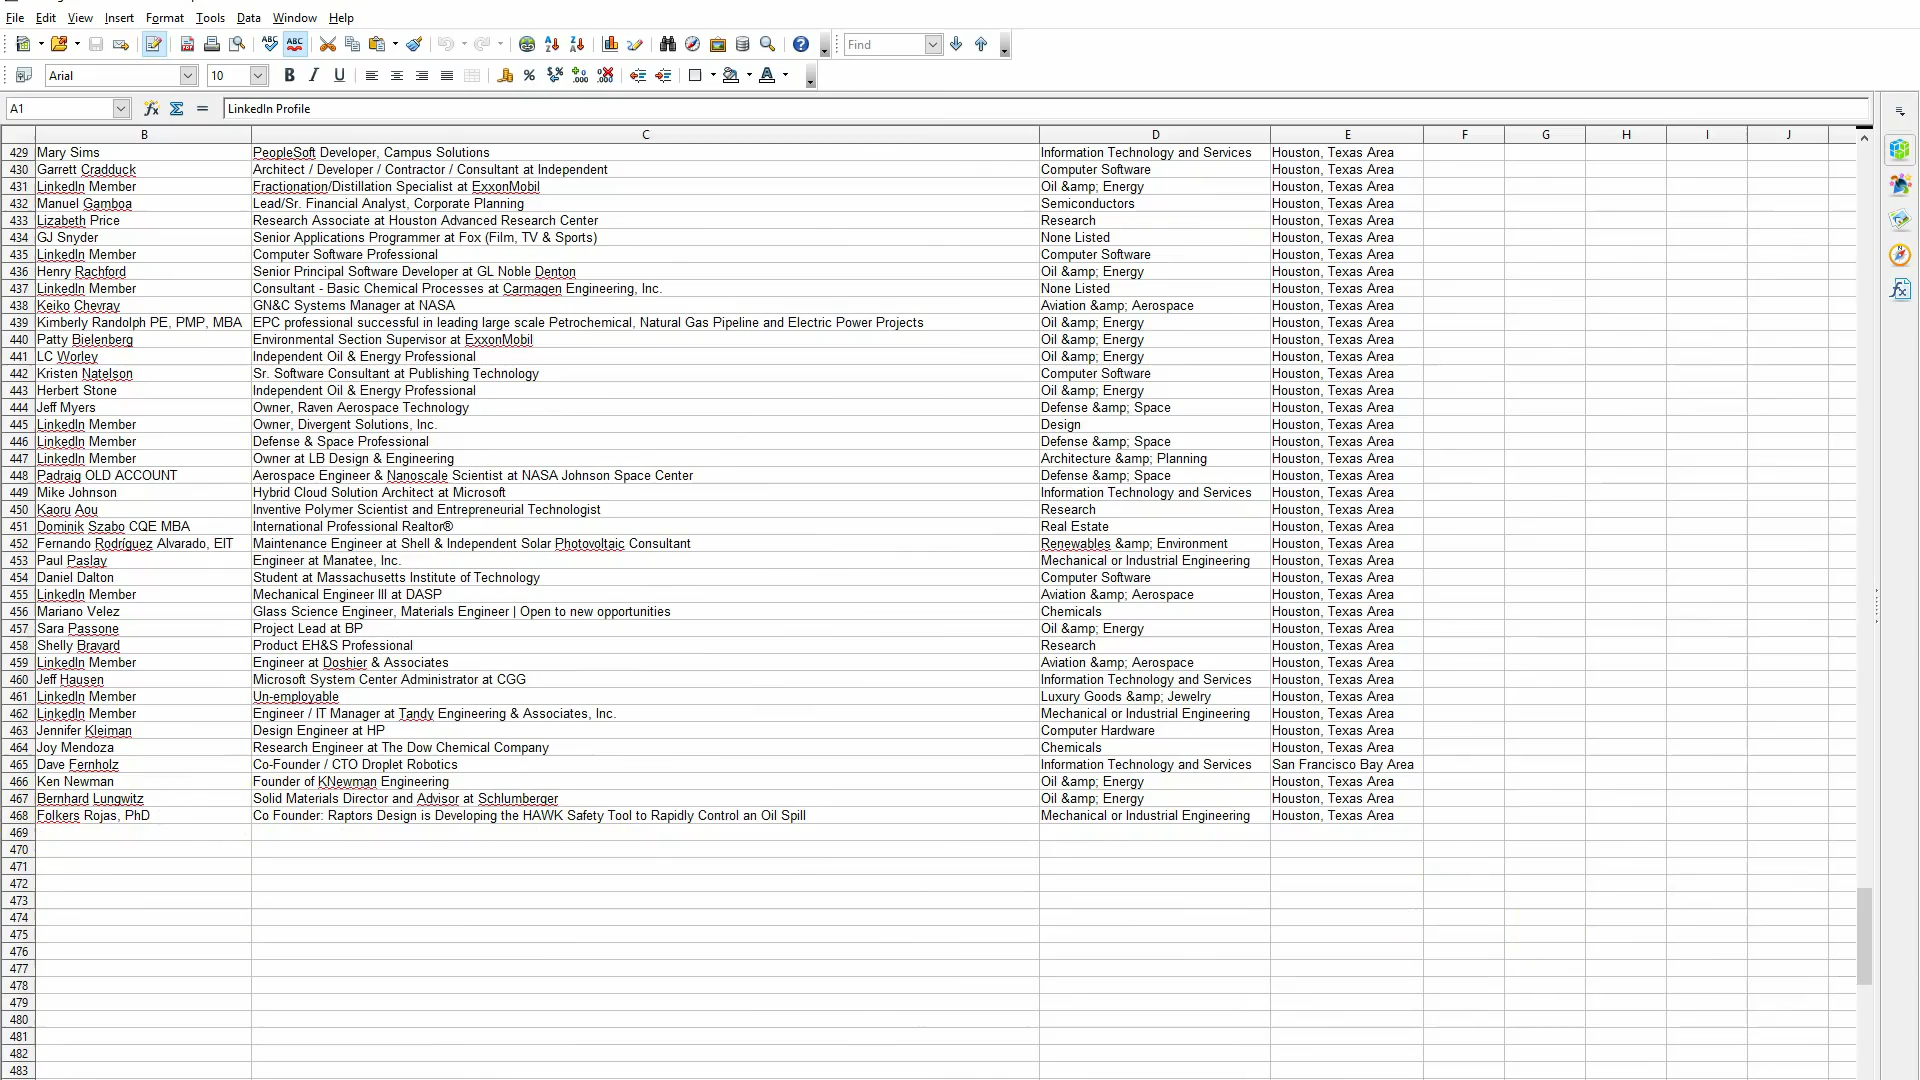 File Edit View Insert Format Tools Data Window Help
Find
Arial 10
A1 LinkedIn Profile
B C D E F G H I J
429 Mary Sims PeopleSoft Developer, Campus Solutions Information Technology and Services Houston, Texas Area
430 Garrett Cradduck Architect / Developer / Contractor / Consultant at Independent Computer Software Houston, Texas Area
431 LinkedIn Member Fractionation/Distillation Specialist at ExxonMobil Oil &amp; Energy Houston, Texas Area
432 Manuel Gamboa Lead/Sr. Financial Analyst, Corporate Planning Semiconductors Houston, Texas Area
433 Lizabeth Price Research Associate at Houston Advanced Research Center Research Houston, Texas Area
434 GJ Snyder Senior Applications Programmer at Fox (Film, TV & Sports) None Listed Houston, Texas Area
435 LinkedIn Member Computer Software Professional Computer Software Houston, Texas Area
436 Henry Rachford Senior Principal Software Developer at GL Noble Denton Oil &amp; Energy Houston, Texas Area
437 LinkedIn Member Consultant - Basic Chemical Processes at Carmagen Engineering, Inc. None Listed Houston, Texas Area
438 Keiko Chevray GN&C Systems Manager at NASA Aviation &amp; Aerospace Houston, Texas Area
439 Kimberly Randolph PE, PMP, MBA EPC professional successful in leading large scale Petrochemical, Natural Gas Pipeline and Electric Power Projects Oil &amp; Energy Houston, Texas Area
440 Patty Bielenberg Environmental Section Supervisor at ExxonMobil Oil &amp; Energy Houston, Texas Area
441 LC Worley Independent Oil & Energy Professional Oil &amp; Energy Houston, Texas Area
442 Kristen Natelson Sr. Software Consultant at Publishing Technology Computer Software Houston, Texas Area
443 Herbert Stone Independent Oil & Energy Professional Oil &amp; Energy Houston, Texas Area
444 Jeff Myers Owner, Raven Aerospace Technology Defense &amp; Space Houston, Texas Area
445 LinkedIn Member Owner, Divergent Solutions, Inc. Design Houston, Texas Area
446 LinkedIn Member Defense & Space Professional Defense &amp; Space Houston, Texas Area
447 LinkedIn Member Owner at LB Design & Engineering Architecture &amp; Planning Houston, Texas Area
448 Padraig OLD ACCOUNT Aerospace Engineer & Nanoscale Scientist at NASA Johnson Space Center Defense &amp; Space Houston, Texas Area
449 Mike Johnson Hybrid Cloud Solution Architect at Microsoft Information Technology and Services Houston, Texas Area
450 Kaoru Aou Inventive Polymer Scientist and Entrepreneurial Technologist Research Houston, Texas Area
451 Dominik Szabo CQE MBA International Professional Realtor® Real Estate Houston, Texas Area
452 Fernando Rodríguez Alvarado, EIT Maintenance Engineer at Shell & Independent Solar Photovoltaic Consultant Renewables &amp; Environment Houston, Texas Area
453 Paul Paslay Engineer at Manatee, Inc. Mechanical or Industrial Engineering Houston, Texas Area
454 Daniel Dalton Student at Massachusetts Institute of Technology Computer Software Houston, Texas Area
455 LinkedIn Member Mechanical Engineer III at DASP Aviation &amp; Aerospace Houston, Texas Area
456 Mariano Velez Glass Science Engineer, Materials Engineer | Open to new opportunities Chemicals Houston, Texas Area
457 Sara Passone Project Lead at BP Oil &amp; Energy Houston, Texas Area
458 Shelly Bravard Product EH&S Professional Research Houston, Texas Area
459 LinkedIn Member Engineer at Doshier & Associates Aviation &amp; Aerospace Houston, Texas Area
460 Jeff Hausen Microsoft System Center Administrator at CGG Information Technology and Services Houston, Texas Area
461 LinkedIn Member Un-employable Luxury Goods &amp; Jewelry Houston, Texas Area
462 LinkedIn Member Engineer / IT Manager at Tandy Engineering & Associates, Inc. Mechanical or Industrial Engineering Houston, Texas Area
463 Jennifer Kleiman Design Engineer at HP Computer Hardware Houston, Texas Area
464 Joy Mendoza Research Engineer at The Dow Chemical Company Chemicals Houston, Texas Area
465 Dave Fernholz Co-Founder / CTO Droplet Robotics Information Technology and Services San Francisco Bay Area
466 Ken Newman Founder of KNewman Engineering Oil &amp; Energy Houston, Texas Area
467 Bernhard Lungwitz Solid Materials Director and Advisor at Schlumberger Oil &amp; Energy Houston, Texas Area
468 Folkers Rojas, PhD Co Founder: Raptors Design is Developing the HAWK Safety Tool to Rapidly Control an Oil Spill Mechanical or Industrial Engineering Houston, Texas Area
469
470
471
472
473
474
475
476
477
478
479
480
481
482
483